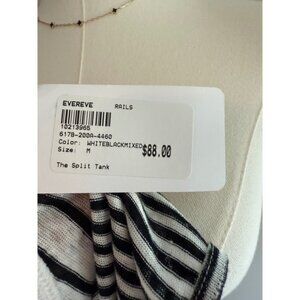 EVEREVE RAILS
10213965
617B-200A-4460
Color: WHITEBLACKMIXED $88.00
Size: M
The Split Tank